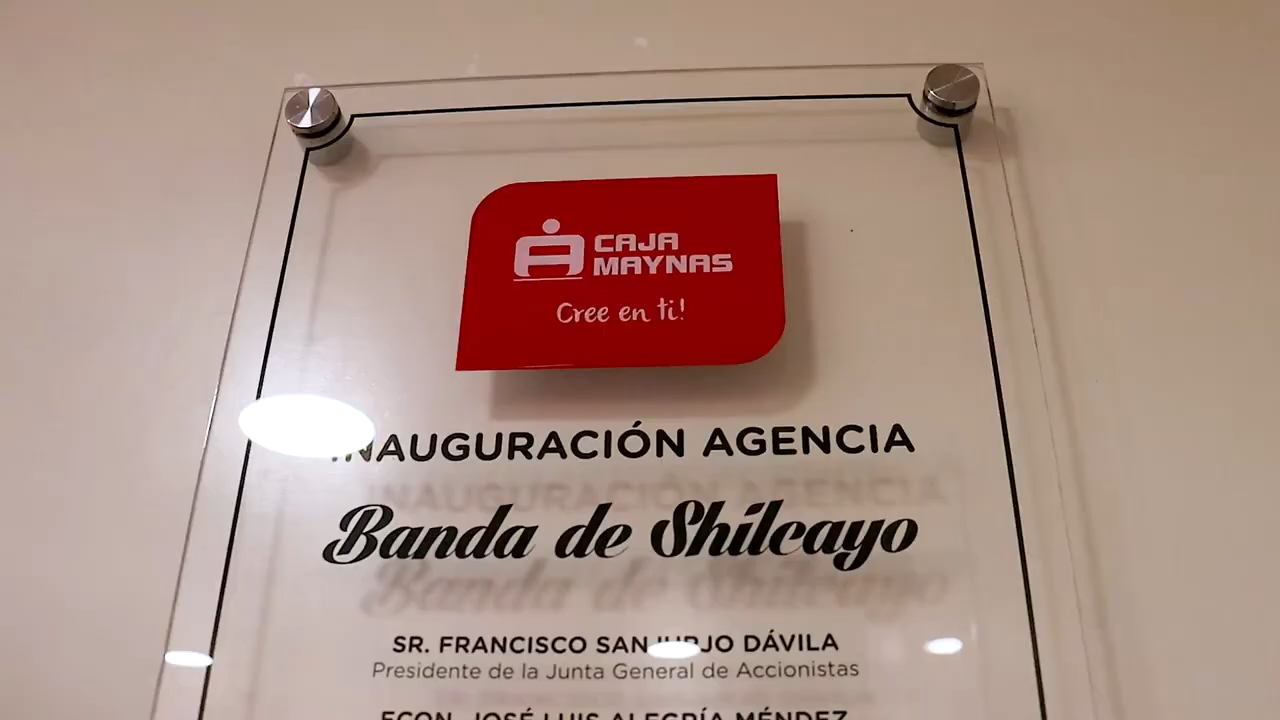 CAJA
MAYNAS
Cree en ti!
INAUGURACIÓN AGENCIA
Banda de Shilcayo
SR. FRANCISCO SANJURJO DÁVILA
Presidente de la Junta General de Accionistas
ECON. JOSÉ LUIS ALEGRÍA MÉNDEZ